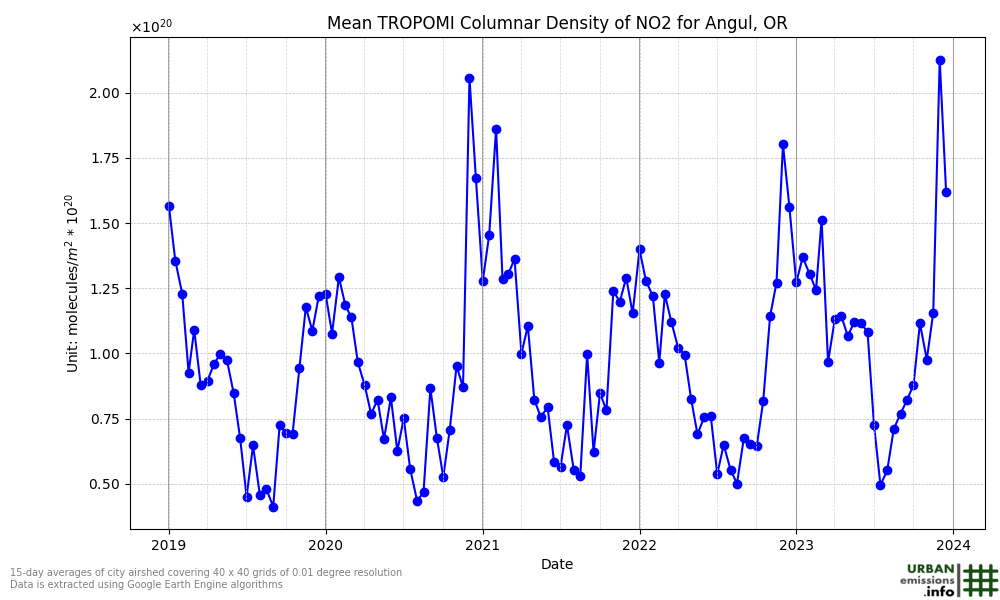 Mean TROPOMI Columnar Density of NO2 for Angul, OR
×10²⁰
Unit: molecules/m² * 10²⁰
2.00
1.75
1.50
1.25
1.00
0.75
0.50
2019 2020 2021 2022 2023 2024
Date
15-day averages of city airshed covering 40 x 40 grids of 0.01 degree resolution
Data is extracted using Google Earth Engine algorithms
URBAN
emissions
.info